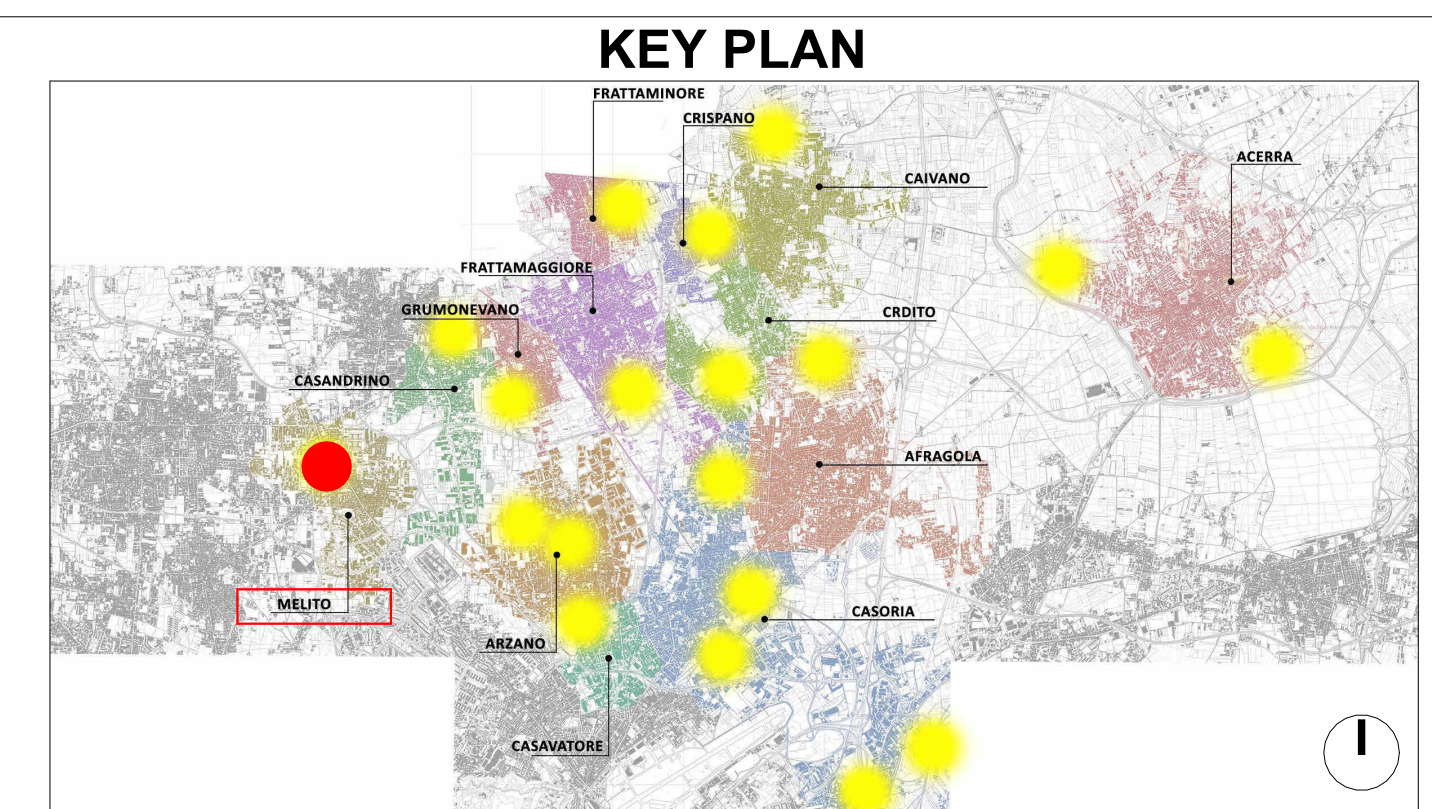 KEY PLAN
FRATTAMINORE
CRISPANO
ACERRA
CAIVANO
FRATTAMAGGIORE
GRUMONEVANO
CRDITO
CASANDRINO
AFRAGOLA
MELITO
CASORIA
ARZANO
CASAVATORE